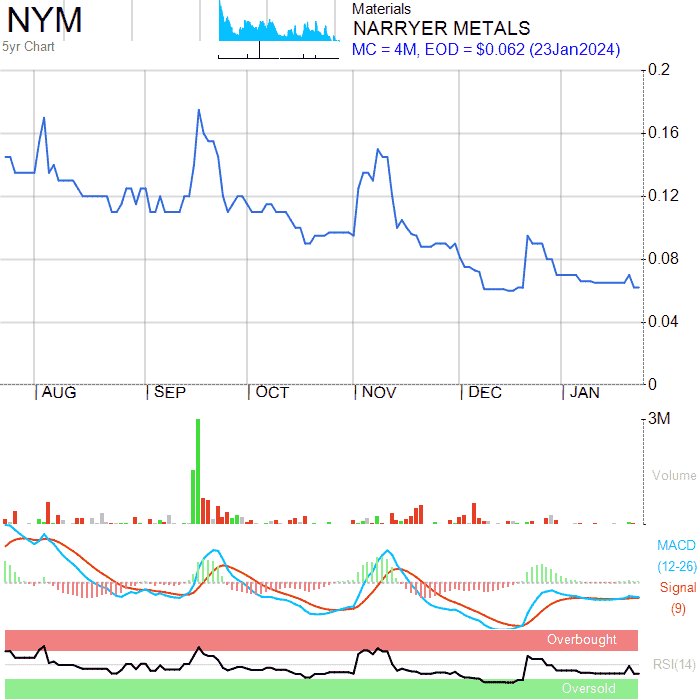 NYM
5yr Chart
Materials
NARRYER METALS
MC = 4M, EOD = $0.062 (23Jan2024)
0.2
0.16
0.12
0.08
0.04
0
AUG SEP OCT NOV DEC JAN
3M
Volume
MACD
(12-26)
Signal
(9)
Overbought
RSI(14)
Oversold